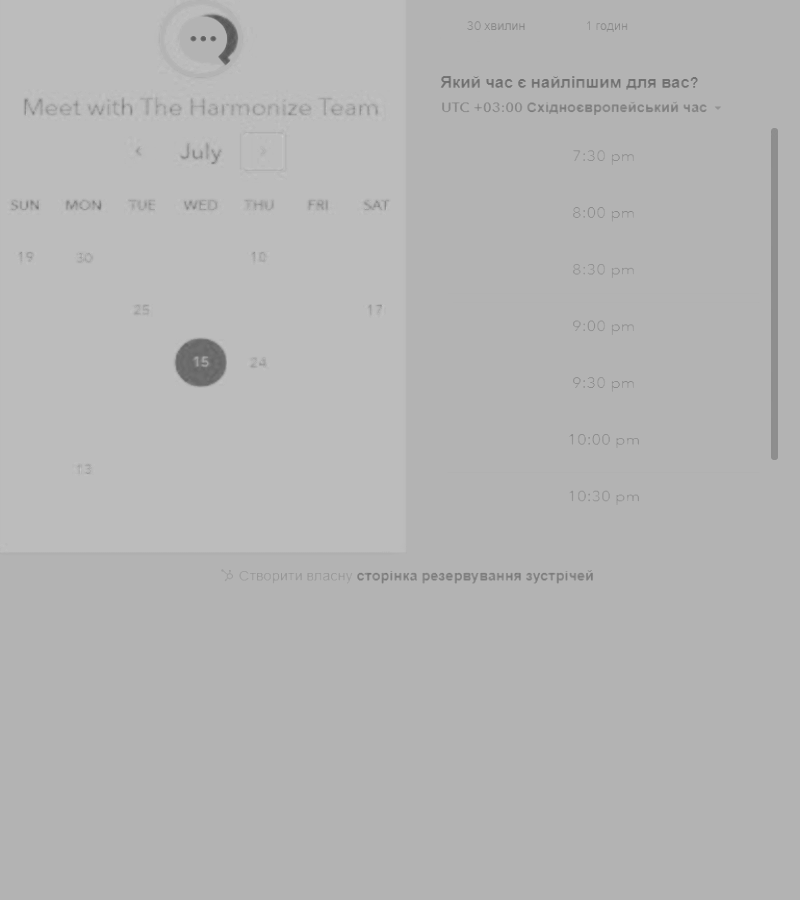 Meet with The Harmonize Team
July
SUN MON TUE WED THU FRI SAT
19 30 10
25 17
15 24
13
30 хвилин 1 годин
Який час є найліпшим для вас?
UTC +03:00 Східноєвропейський час
7:30 pm
8:00 pm
8:30 pm
9:00 pm
9:30 pm
10:00 pm
10:30 pm
Створити власну сторінка резервування зустрічей